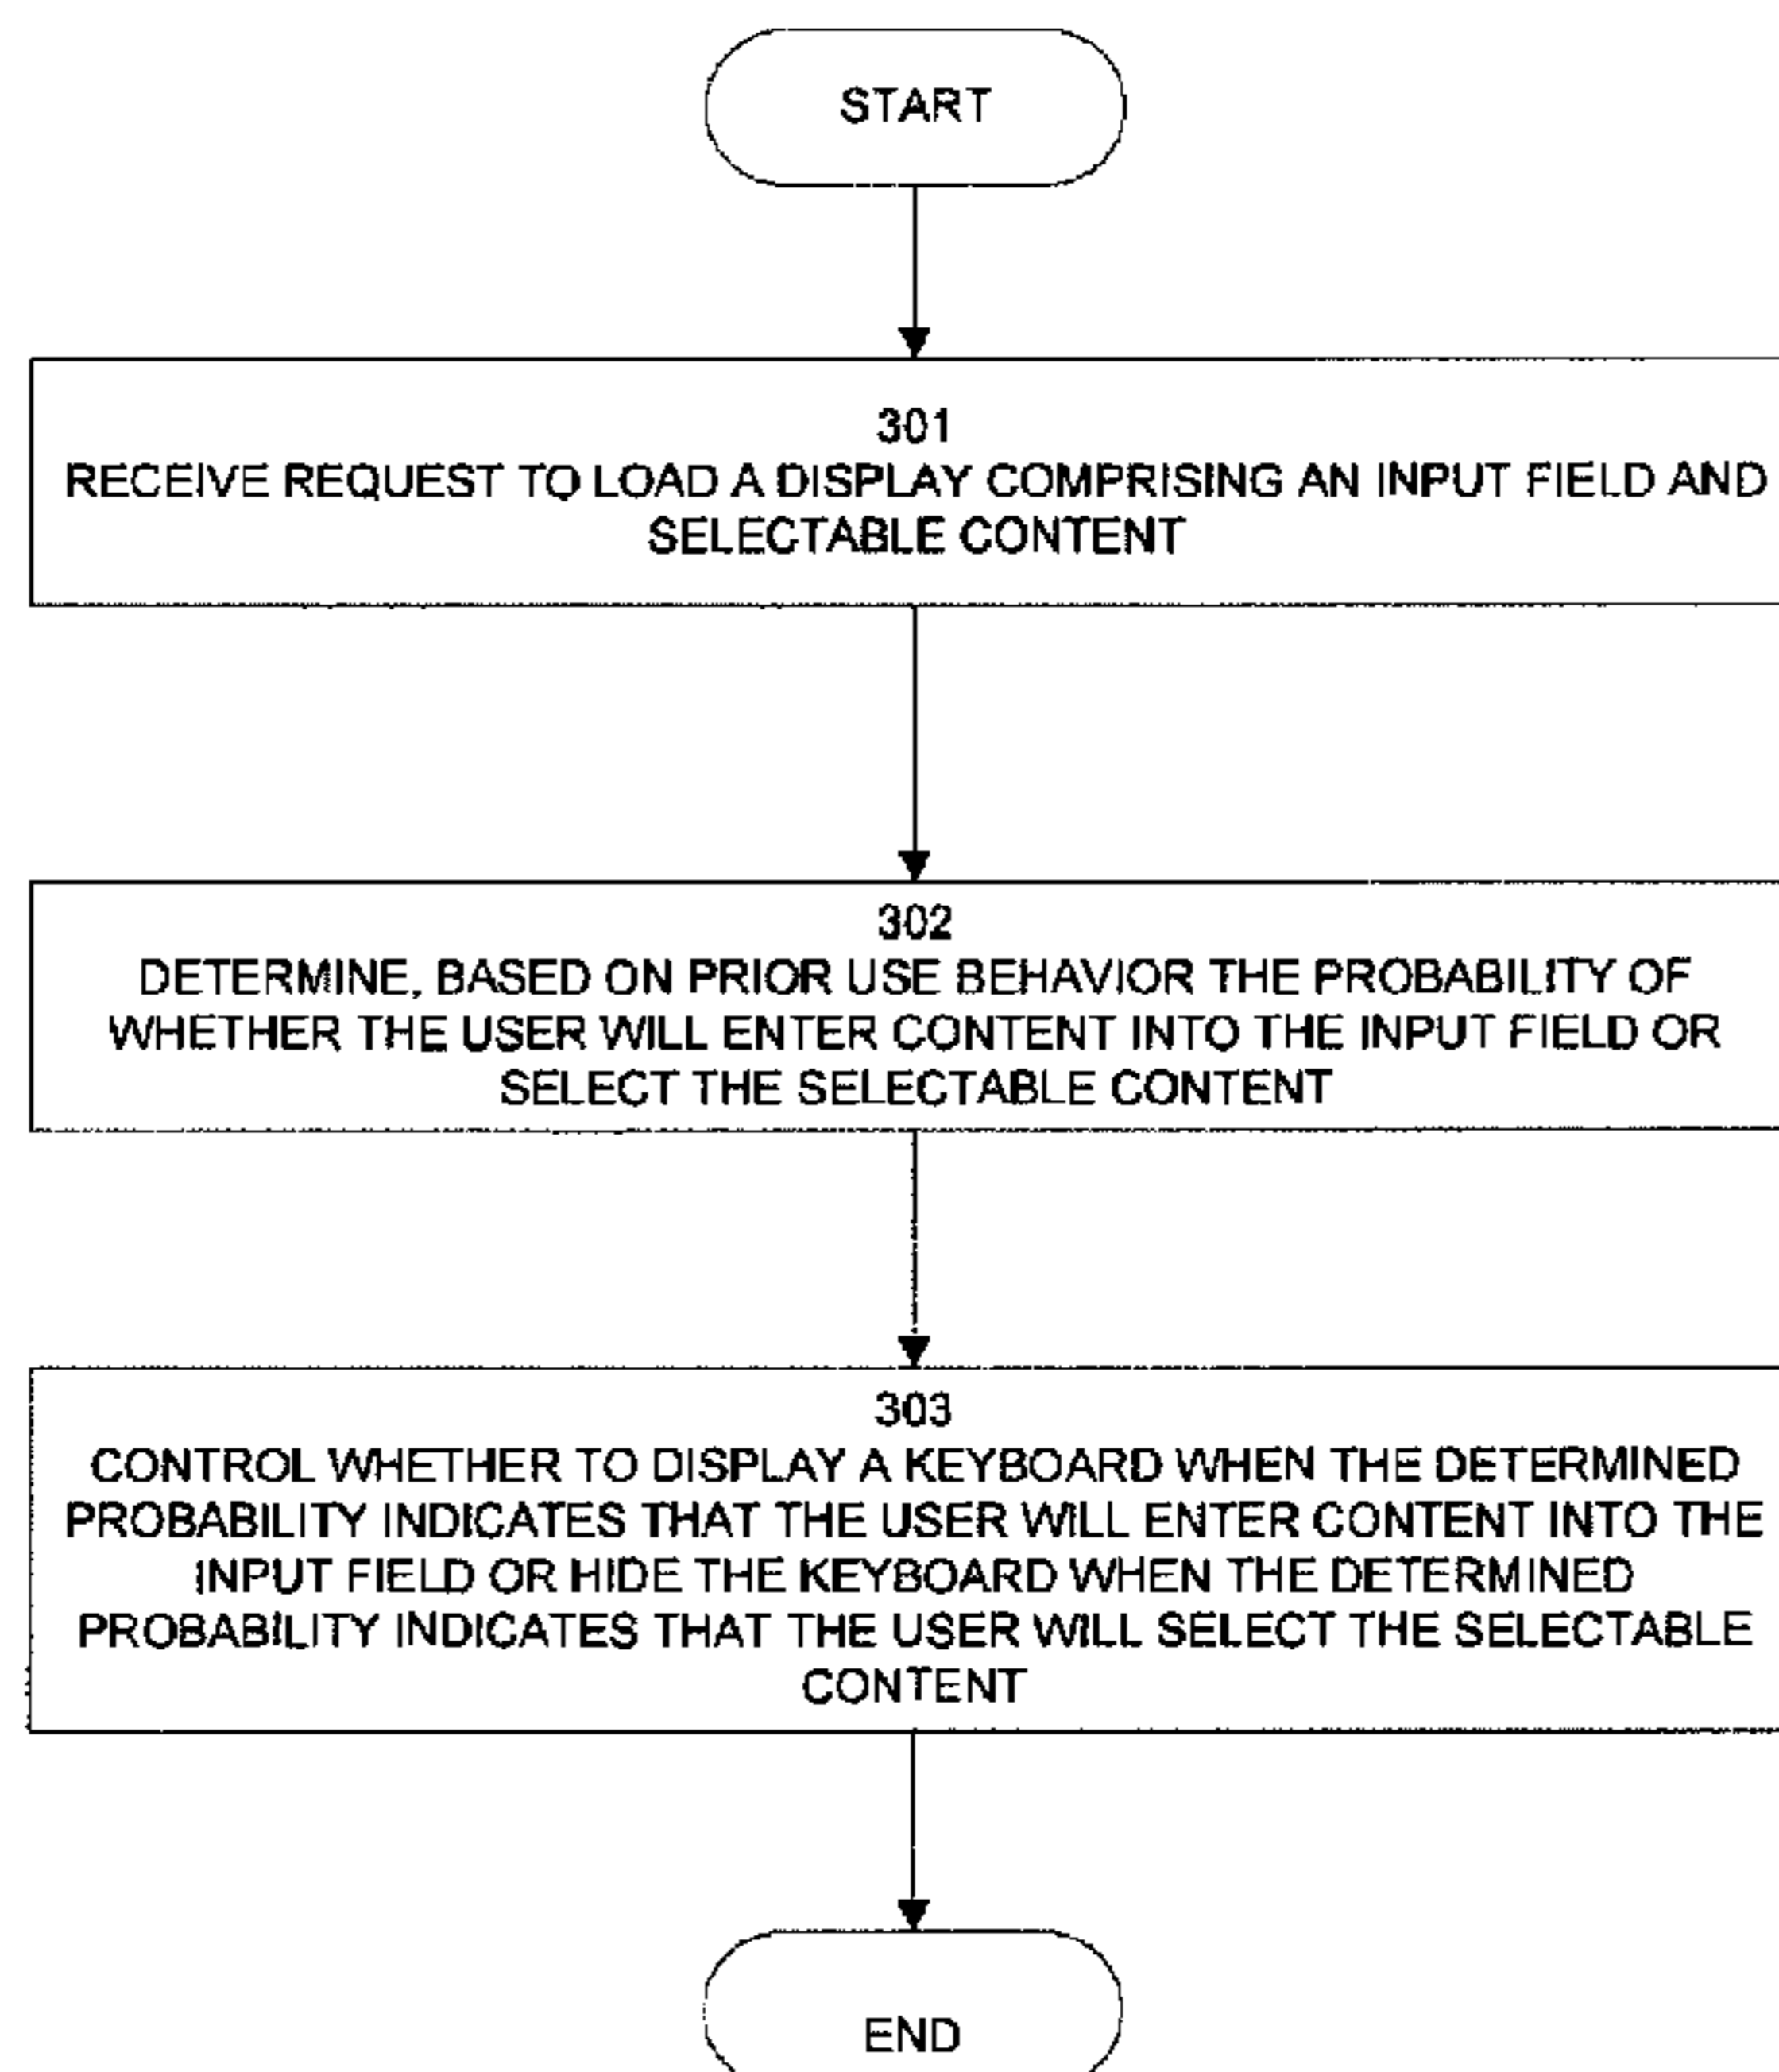 START
301
RECEIVE REQUEST TO LOAD A DISPLAY COMPRISING AN INPUT FIELD AND
SELECTABLE CONTENT
302
DETERMINE, BASED ON PRIOR USE BEHAVIOR THE PROBABILITY OF
WHETHER THE USER WILL ENTER CONTENT INTO THE INPUT FIELD OR
SELECT THE SELECTABLE CONTENT
303
CONTROL WHETHER TO DISPLAY A KEYBOARD WHEN THE DETERMINED
PROBABILITY INDICATES THAT THE USER WILL ENTER CONTENT INTO THE
INPUT FIELD OR HIDE THE KEYBOARD WHEN THE DETERMINED
PROBABILITY INDICATES THAT THE USER WILL SELECT THE SELECTABLE
CONTENT
END